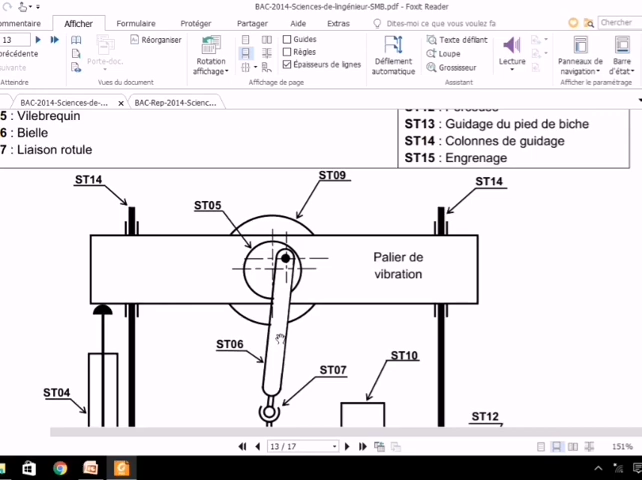 BAC-2014-Sciences-de-Ingénieur-SMB.pdf - Foxit Reader
Afficher
Formulaire
Protéger
Partager
Aide
Extras
Dites-moi ce que vous voulez fa
Chercher
13
précédente
suivante
Atteindre
Porte-doc...
Réorganiser
Vues du document
Rotation
affichage
Guides
Règles
Épaisseurs de lignes
Affichage de page
Défilement
automatique
Texte défilant
Loupe
Grossisseur
Assistant
Lecture
Panneaux de
navigation
Barre
d'état
Afficher le paramétrage
BAC-2014-Sciences-de-...
BAC-Rep-2014-Scienc...
5 : Vilebrequin
6 : Bielle
7 : Liaison rotule
ST13 : Guidage du pied de biche
ST14 : Colonnes de guidage
ST15 : Engrenage
ST14
ST09
ST14
ST05
Palier de
vibration
ST06
ST07
ST10
ST04
ST12
13 / 17
151%